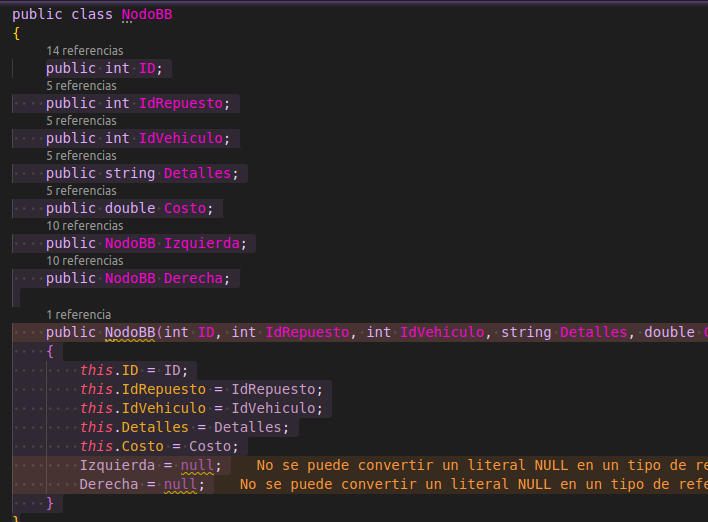 public class NodoBB
{
14 referencias
public int ID;
5 referencias
public int IdRepuesto;
5 referencias
public int IdVehiculo;
5 referencias
public string Detalles;
5 referencias
public double Costo;
10 referencias
public NodoBB Izquierda;
10 referencias
public NodoBB Derecha;
1 referencia
public NodoBB(int ID, int IdRepuesto, int IdVehiculo, string Detalles, double
{
this.ID = ID;
this.IdRepuesto = IdRepuesto;
this.IdVehiculo = IdVehiculo;
this.Detalles = Detalles;
this.Costo = Costo;
Izquierda = null; No se puede convertir un literal NULL en un tipo de re
Derecha = null; No se puede convertir un literal NULL en un tipo de refe
}
}